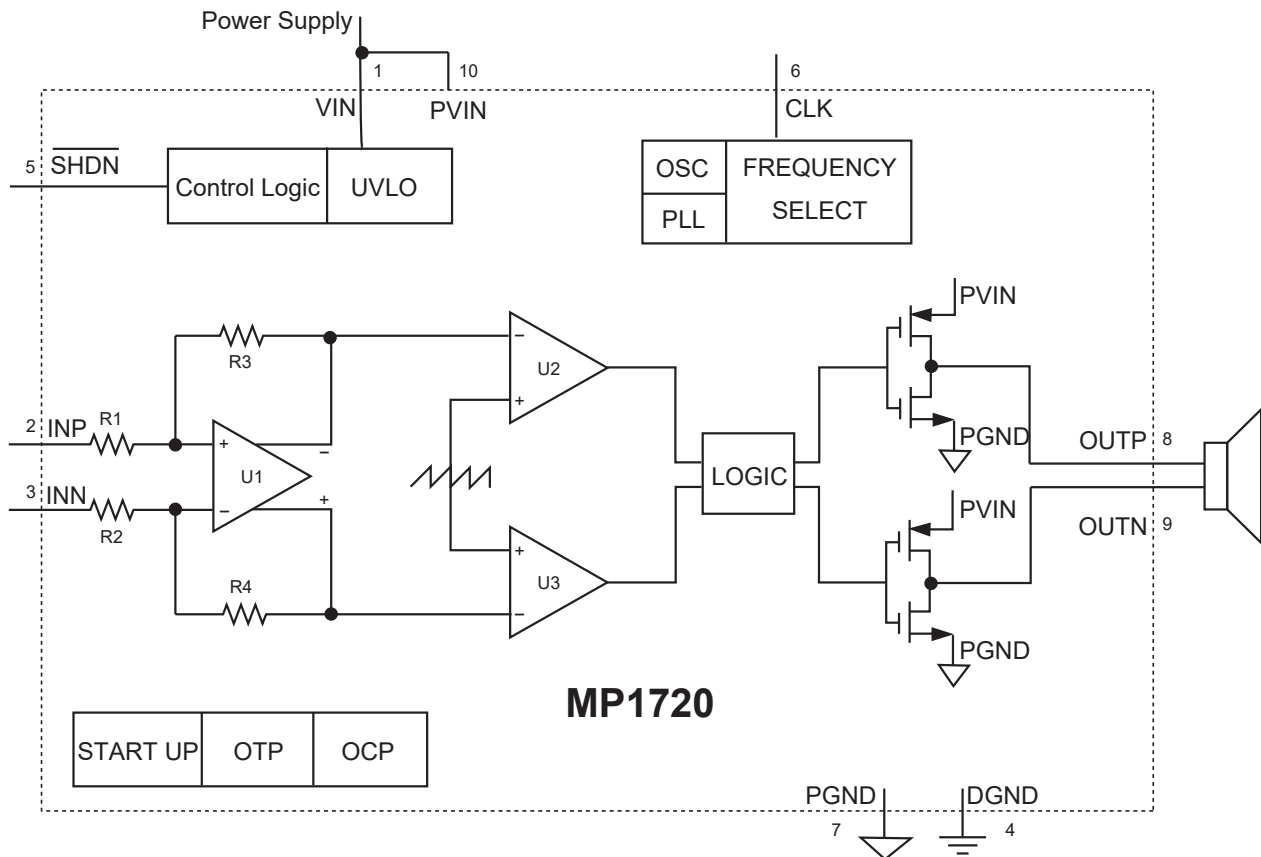 Power Supply
1
10
6
VIN
PVIN
CLK
5
SHDN
Control Logic
UVLO
OSC
PLL
FREQUENCY
SELECT
PVIN
R3
−
U2
+
PGND
2
INP
R1
+
−
U1
3
INN
R2
−
+
LOGIC
OUTP
8
PVIN
OUTN
9
+
U3
−
R4
PGND
MP1720
START UP
OTP
OCP
PGND
7
DGND
4